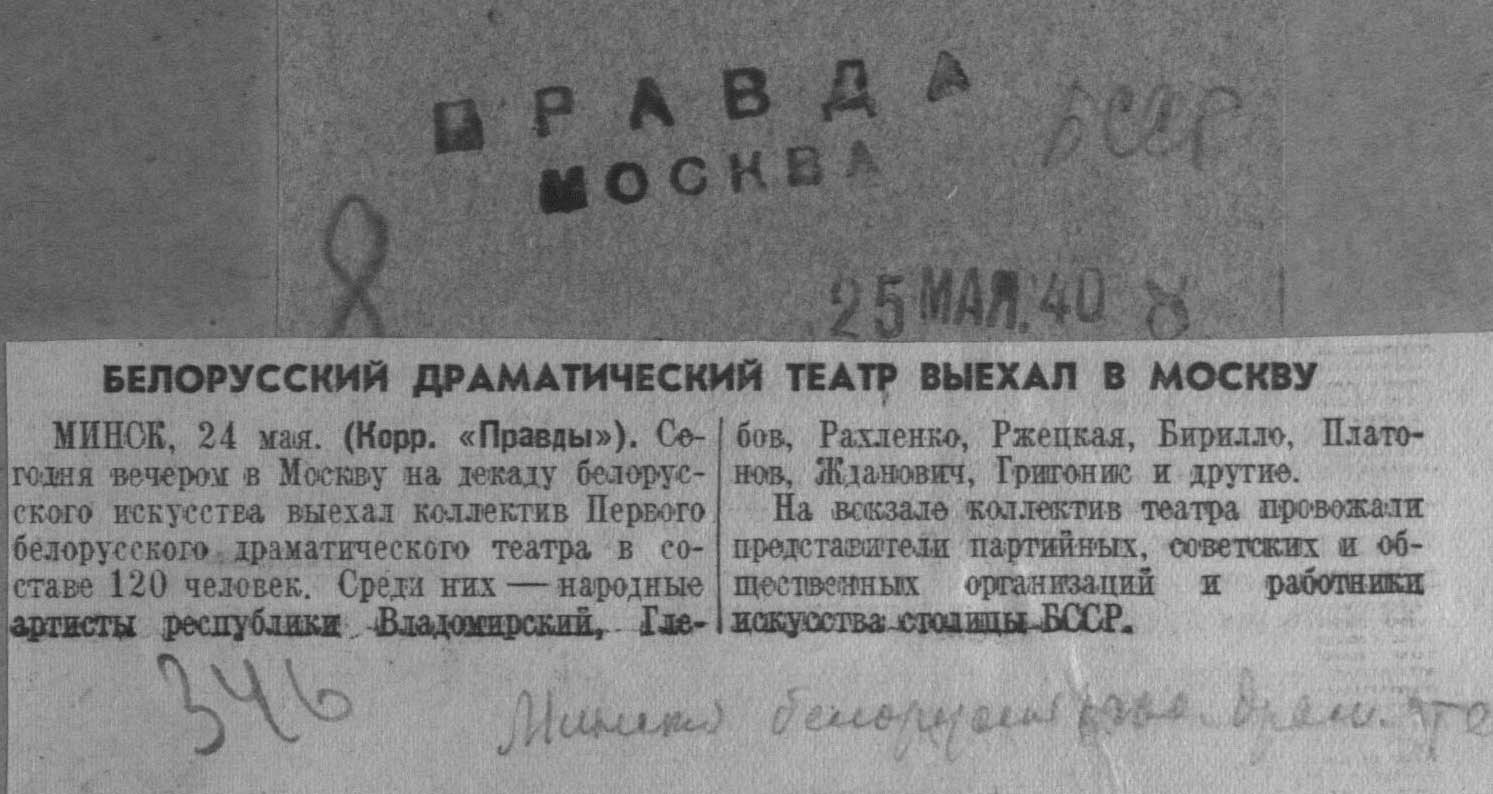 ПРАВДА
МОСКВА
БССР
8
25 МАЯ. 40
БЕЛОРУССКИЙ ДРАМАТИЧЕСКИЙ ТЕАТР ВЫЕХАЛ В МОСКВУ
МИНСК, 24 мая. (Корр. «Правды»). Се-
годня вечером в Москву на декаду белорус-
ского искусства выехал коллектив Первого
белорусского драматического театра в со-
ставе 120 человек. Среди них — народные
артисты республики Владомирский, Гле-
бов, Рахленко, Ржецкая, Бирилло, Плато-
нов, Жданович, Григонис и другие.
На вокзале коллектив театра провожали
представители партийных, советских и об-
щественных организаций и работники
искусства столицы БССР.
346
драм.